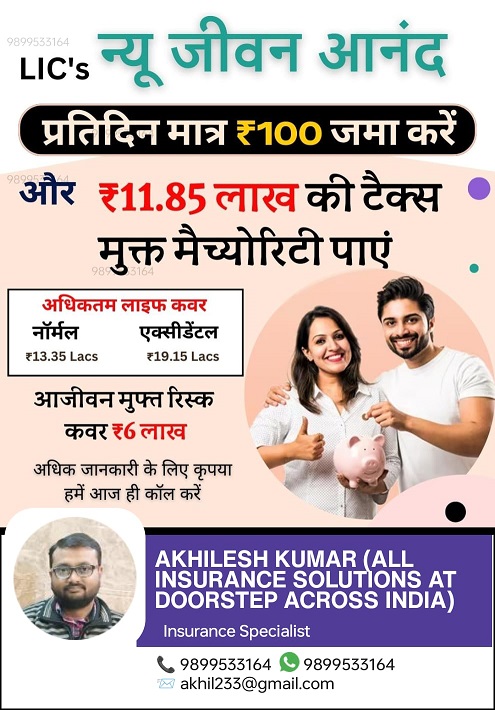 9899533164
LIC's न्यू जीवन आनंद
प्रतिदिन मात्र ₹100 जमा करें
9899533164
और ₹11.85 लाख की टैक्स
मुक्त मैच्योरिटी पाएं
9899533164
अधिकतम लाइफ कवर
नॉर्मल एक्सीडेंटल
₹13.35 Lacs ₹19.15 Lacs
आजीवन मुफ्त रिस्क
कवर ₹6 लाख
अधिक जानकारी के लिए कृपया
हमें आज ही कॉल करें
AKHILESH KUMAR (ALL
INSURANCE SOLUTIONS AT
DOORSTEP ACROSS INDIA)
Insurance Specialist
9899533164 9899533164
akhil233@gmail.com